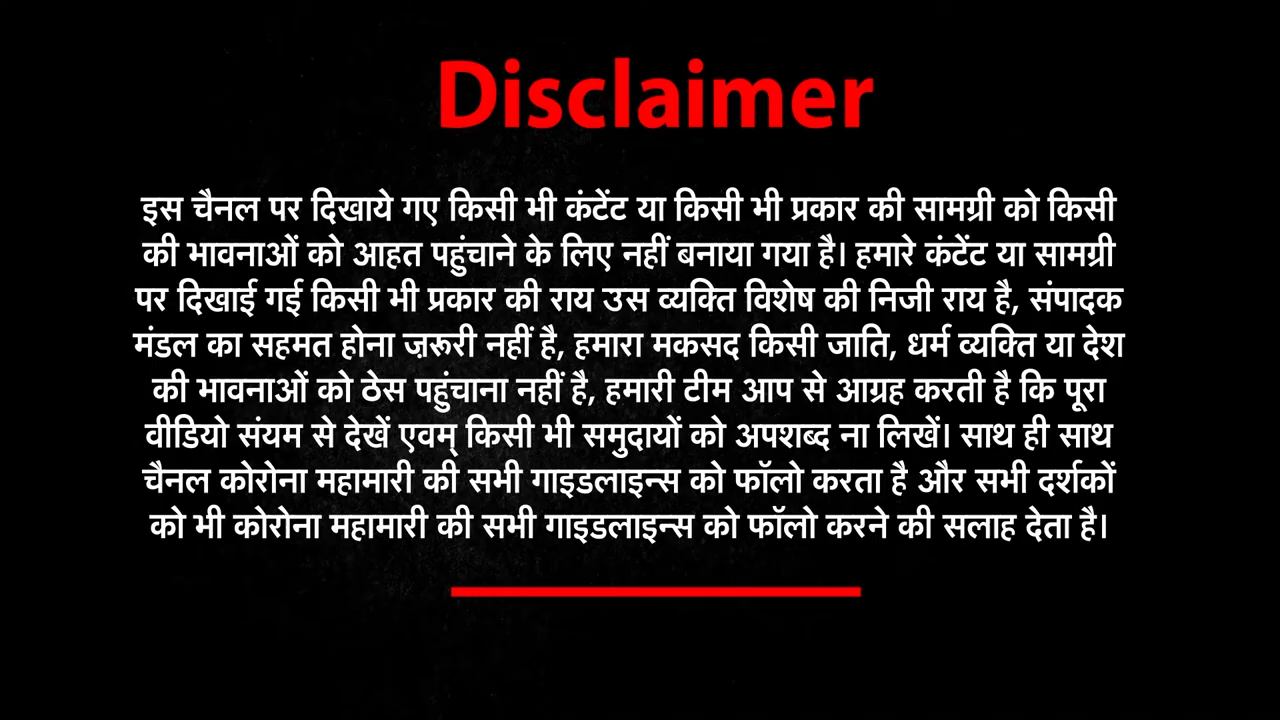 Disclaimer
इस चैनल पर दिखाये गए किसी भी कंटेंट या किसी भी प्रकार की सामग्री को किसी
की भावनाओं को आहत पहुंचाने के लिए नहीं बनाया गया है। हमारे कंटेंट या सामग्री
पर दिखाई गई किसी भी प्रकार की राय उस व्यक्ति विशेष की निजी राय है, संपादक
मंडल का सहमत होना ज़रूरी नहीं है, हमारा मकसद किसी जाति, धर्म व्यक्ति या देश
की भावनाओं को ठेस पहुंचाना नहीं है, हमारी टीम आप से आग्रह करती है कि पूरा
वीडियो संयम से देखें एवम् किसी भी समुदायों को अपशब्द ना लिखें। साथ ही साथ
चैनल कोरोना महामारी की सभी गाइडलाइन्स को फॉलो करता है और सभी दर्शकों
को भी कोरोना महामारी की सभी गाइडलाइन्स को फॉलो करने की सलाह देता है।